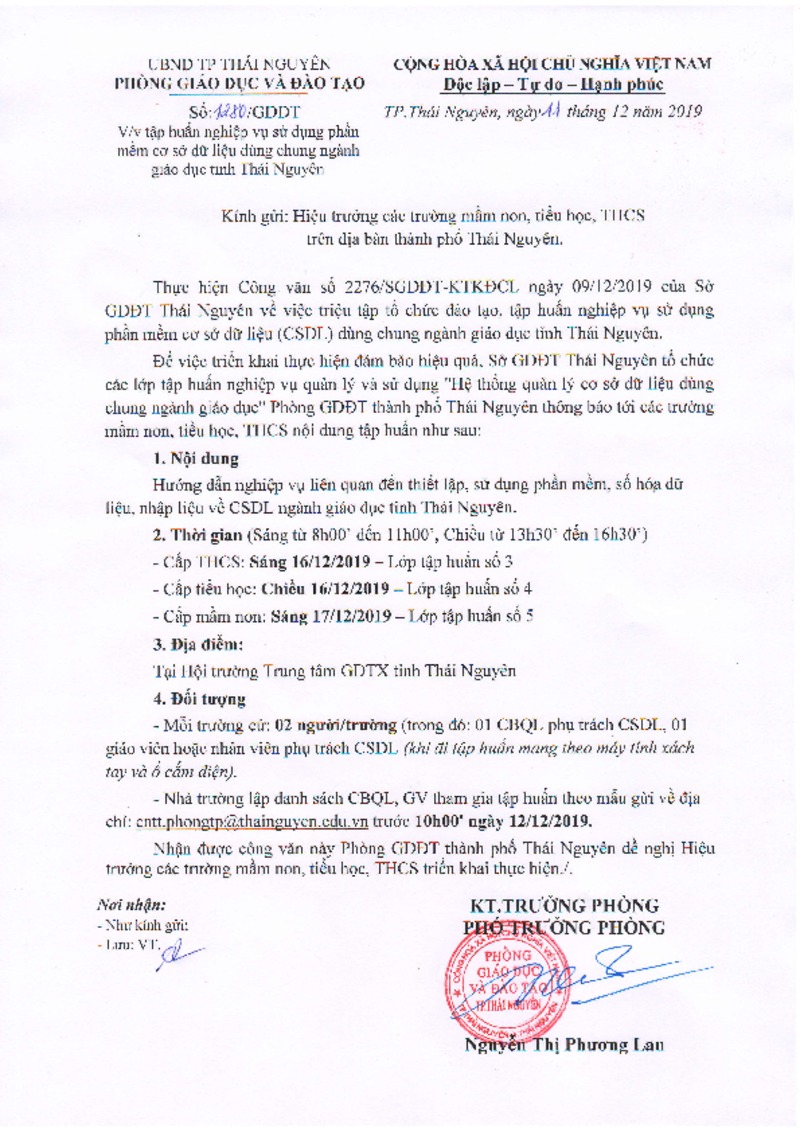 UBND TP THÁI NGUYÊN
PHÒNG GIÁO DỤC VÀ ĐÀO TẠO
Số:1280/GDĐT
V/v tập huấn nghiệp vụ sử dụng phần
mềm cơ sở dữ liệu dùng chung ngành
giáo dục tỉnh Thái Nguyên
CỘNG HÒA XÃ HỘI CHỦ NGHĨA VIỆT NAM
Độc lập – Tự do – Hạnh phúc
TP.Thái Nguyên, ngày 11 tháng 12 năm 2019
Kính gửi: Hiệu trưởng các trường mầm non, tiểu học, THCS
trên địa bàn thành phố Thái Nguyên.
Thực hiện Công văn số 2276/SGDĐT-KTKĐCL ngày 09/12/2019 của Sở
GDĐT Thái Nguyên về việc triệu tập tổ chức đào tạo, tập huấn nghiệp vụ sử dụng
phần mềm cơ sở dữ liệu (CSDL) dùng chung ngành giáo dục tỉnh Thái Nguyên.
Để việc triển khai thực hiện đảm bảo hiệu quả, Sở GDĐT Thái Nguyên tổ chức
các lớp tập huấn nghiệp vụ quản lý và sử dụng "Hệ thống quản lý cơ sở dữ liệu dùng
chung ngành giáo dục" Phòng GDĐT thành phố Thái Nguyên thông báo tới các trường
mầm non, tiểu học, THCS nội dung tập huấn như sau:
1. Nội dung
Hướng dẫn nghiệp vụ liên quan đến thiết lập, sử dụng phần mềm, số hóa dữ
liệu, nhập liệu về CSDL ngành giáo dục tỉnh Thái Nguyên.
2. Thời gian (Sáng từ 8h00' đến 11h00', Chiều từ 13h30' đến 16h30')
- Cấp THCS: Sáng 16/12/2019 – Lớp tập huấn số 3
- Cấp tiểu học: Chiều 16/12/2019 – Lớp tập huấn số 4
- Cấp mầm non: Sáng 17/12/2019 – Lớp tập huấn số 5
3. Địa điểm:
Tại Hội trường Trung tâm GDTX tỉnh Thái Nguyên
4. Đối tượng
- Mỗi trường cử: 02 người/trường (trong đó: 01 CBQL phụ trách CSDL, 01
giáo viên hoặc nhân viên phụ trách CSDL (khi đi tập huấn mang theo máy tính xách
tay và ổ cắm điện).
- Nhà trường lập danh sách CBQL, GV tham gia tập huấn theo mẫu gửi về địa
chỉ: cntt.phongtp@thainguyen.edu.vn trước 10h00' ngày 12/12/2019.
Nhận được công văn này Phòng GDĐT thành phố Thái Nguyên đề nghị Hiệu
trưởng các trường mầm non, tiểu học, THCS triển khai thực hiện./.
Nơi nhận:
- Như kính gửi:
- Lưu: VT.
KT.TRƯỞNG PHÒNG
PHÓ TRƯỞNG PHÒNG
PHÒNG
GIÁO DỤC
VÀ ĐÀO TẠO
TP.THÁI NGUYÊN
Nguyễn Thị Phương Lan